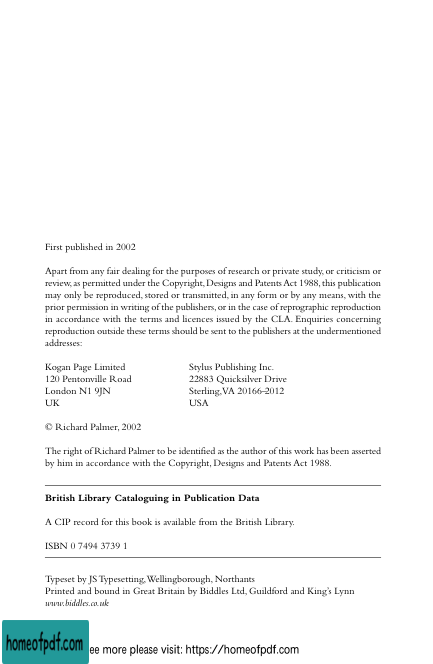 First published in 2002
Apart from any fair dealing for the purposes of research or private study, or criticism or
review, as permitted under the Copyright, Designs and Patents Act 1988, this publication
may only be reproduced, stored or transmitted, in any form or by any means, with the
prior permission in writing of the publishers, or in the case of reprographic reproduction
in accordance with the terms and licences issued by the CLA. Enquiries concerning
reproduction outside these terms should be sent to the publishers at the undermentioned
addresses:
Kogan Page Limited
120 Pentonville Road
London N1 9JN
UK
Stylus Publishing Inc.
22883 Quicksilver Drive
Sterling, VA 20166–2012
USA
© Richard Palmer, 2002
The right of Richard Palmer to be identified as the author of this work has been asserted
by him in accordance with the Copyright, Designs and Patents Act 1988.
British Library Cataloguing in Publication Data
A CIP record for this book is available from the British Library.
ISBN 0 7494 3739 1
Typeset by JS Typesetting, Wellingborough, Northants
Printed and bound in Great Britain by Biddles Ltd, Guildford and King's Lynn
www.biddles.co.uk
homeofpdf.com
ee more please visit: https://homeofpdf.com